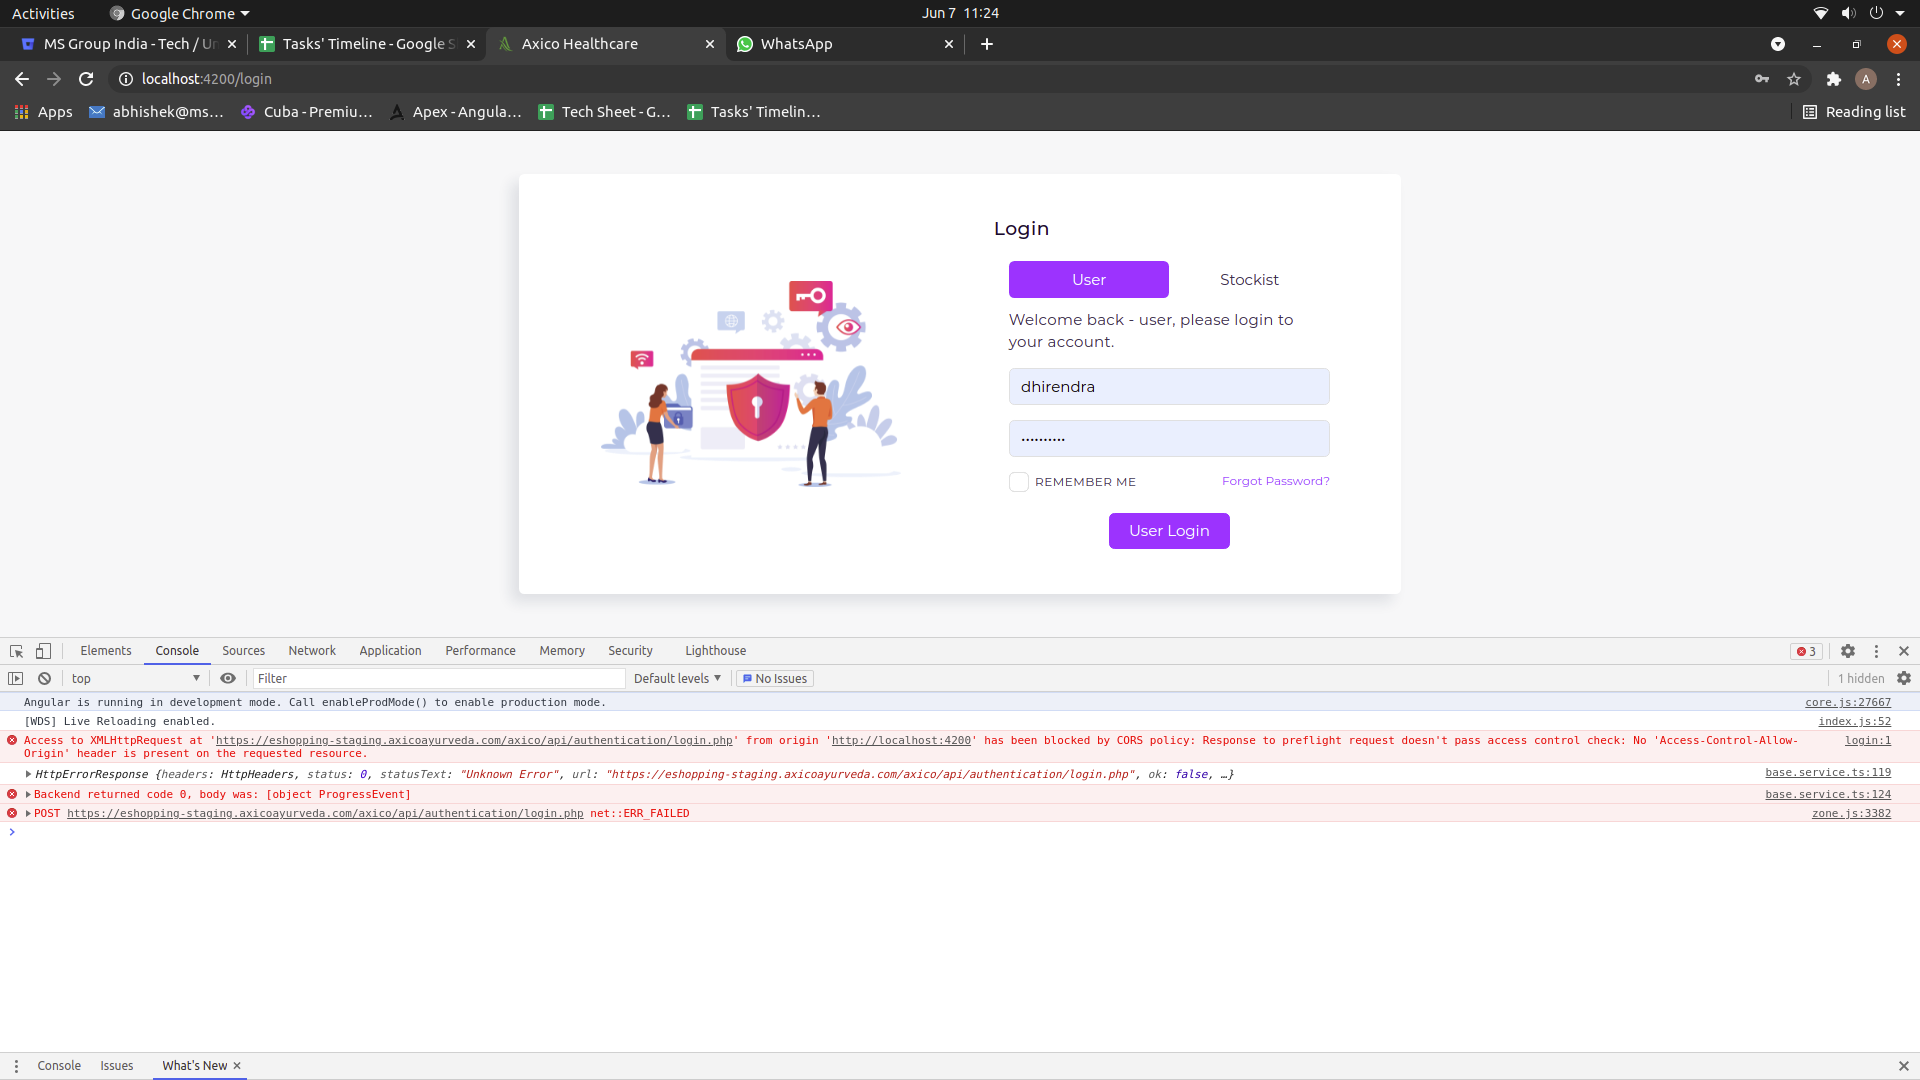 Activities
Google Chrome
Jun 7 11:24
MS Group India - Tech / Un
Tasks' Timeline - Google S
Axico Healthcare
WhatsApp
localhost:4200/login
A
Apps
abhishek@ms...
Cuba - Premiu...
Apex - Angula...
Tech Sheet - G...
Tasks' Timelin...
Reading list
Login
User
Stockist
Welcome back - user, please login to
your account.
dhirendra
••••••••••
REMEMBER ME
Forgot Password?
User Login
Elements
Console
Sources
Network
Application
Performance
Memory
Security
Lighthouse
3
top
Filter
Default levels
No Issues
1 hidden
Angular is running in development mode. Call enableProdMode() to enable production mode.
core.js:27667
[WDS] Live Reloading enabled.
index.js:52
Access to XMLHttpRequest at 'https://eshopping-staging.axicoayurveda.com/axico/api/authentication/login.php' from origin 'http://localhost:4200' has been blocked by CORS policy: Response to preflight request doesn't pass access control check: No 'Access-Control-Allow-
login:1
Origin' header is present on the requested resource.
HttpErrorResponse {headers: HttpHeaders, status: 0, statusText: "Unknown Error", url: "https://eshopping-staging.axicoayurveda.com/axico/api/authentication/login.php", ok: false, …}
base.service.ts:119
Backend returned code 0, body was: [object ProgressEvent]
base.service.ts:124
POST https://eshopping-staging.axicoayurveda.com/axico/api/authentication/login.php net::ERR_FAILED
zone.js:3382
Console
Issues
What's New